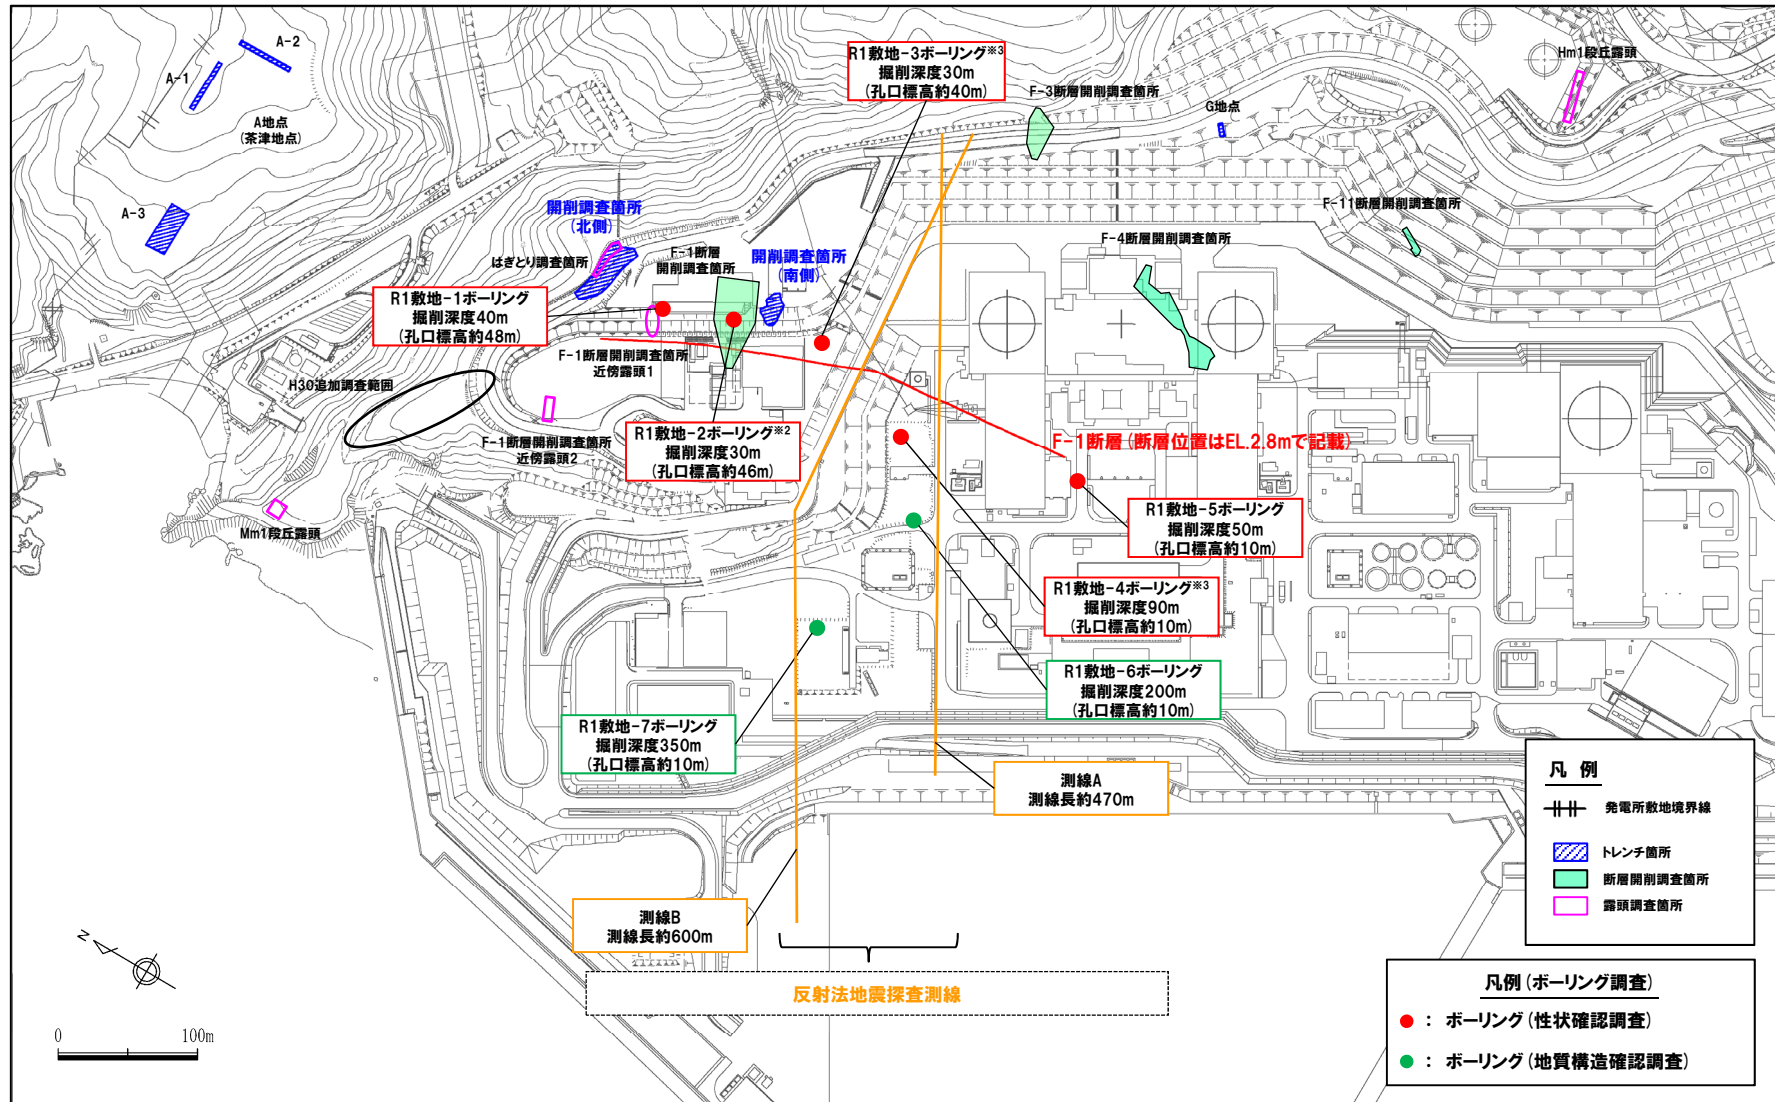 A-2
A-1
A地点
(茶津地点)
A-3
R1敷地-3ボーリング※3
掘削深度30m
(孔口標高約40m)
F-3断層開削調査箇所
G地点
Hm1段丘露頭
F-11断層開削調査箇所
F-4断層開削調査箇所
開削調査箇所
(北側)
はぎとり調査箇所
F-1断層
開削調査箇所
開削調査箇所
(南側)
R1敷地-1ボーリング
掘削深度40m
(孔口標高約48m)
F-1断層開削調査箇所
近傍露頭1
H30追加調査範囲
F-1断層開削調査箇所
近傍露頭2
R1敷地-2ボーリング※2
掘削深度30m
(孔口標高約46m)
F-1断層(断層位置はEL.2.8mで記載)
R1敷地-5ボーリング
掘削深度50m
(孔口標高約10m)
Mm1段丘露頭
R1敷地-4ボーリング※3
掘削深度90m
(孔口標高約10m)
R1敷地-6ボーリング
掘削深度200m
(孔口標高約10m)
R1敷地-7ボーリング
掘削深度350m
(孔口標高約10m)
測線A
測線長約470m
測線B
測線長約600m
反射法地震探査測線
N
0 100m
凡 例
発電所敷地境界線
トレンチ箇所
断層開削調査箇所
露頭調査箇所
凡例(ボーリング調査)
: ボーリング(性状確認調査)
: ボーリング(地質構造確認調査)